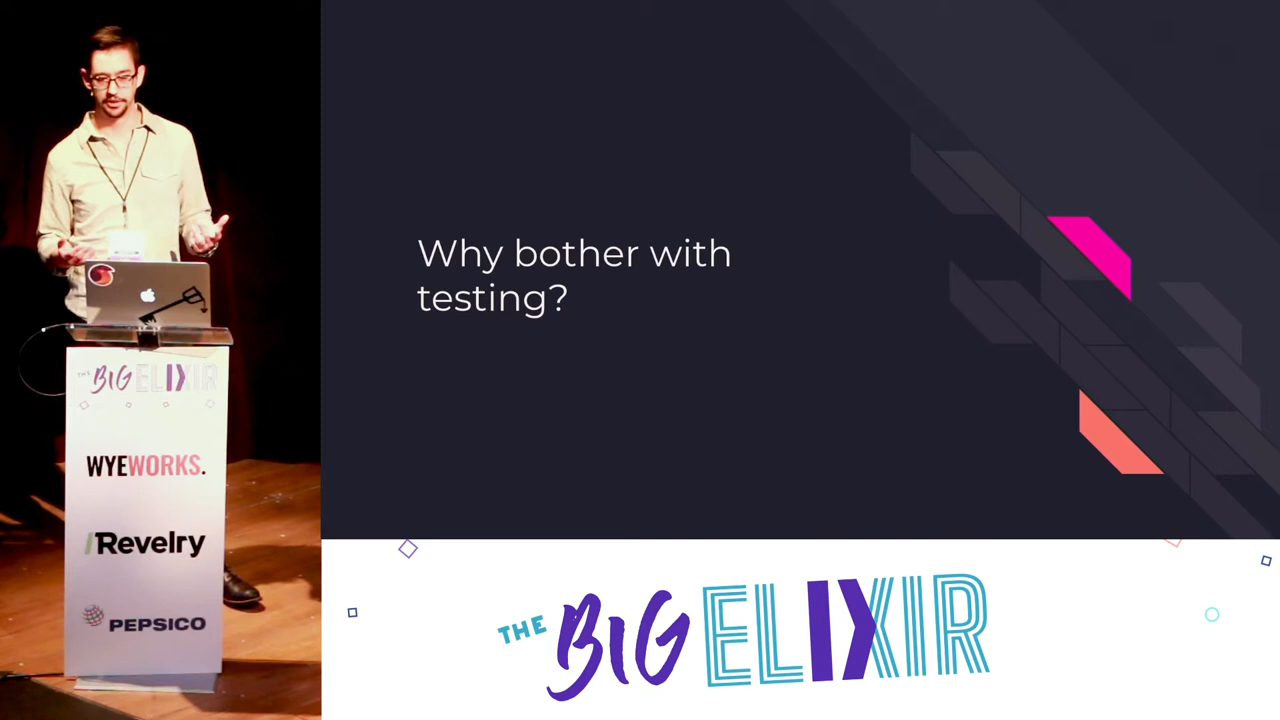 Why bother with
testing?
THE BIG ELIXIR
WYEWORKS.
Revelry
PEPSICO
THE BIG ELIXIR